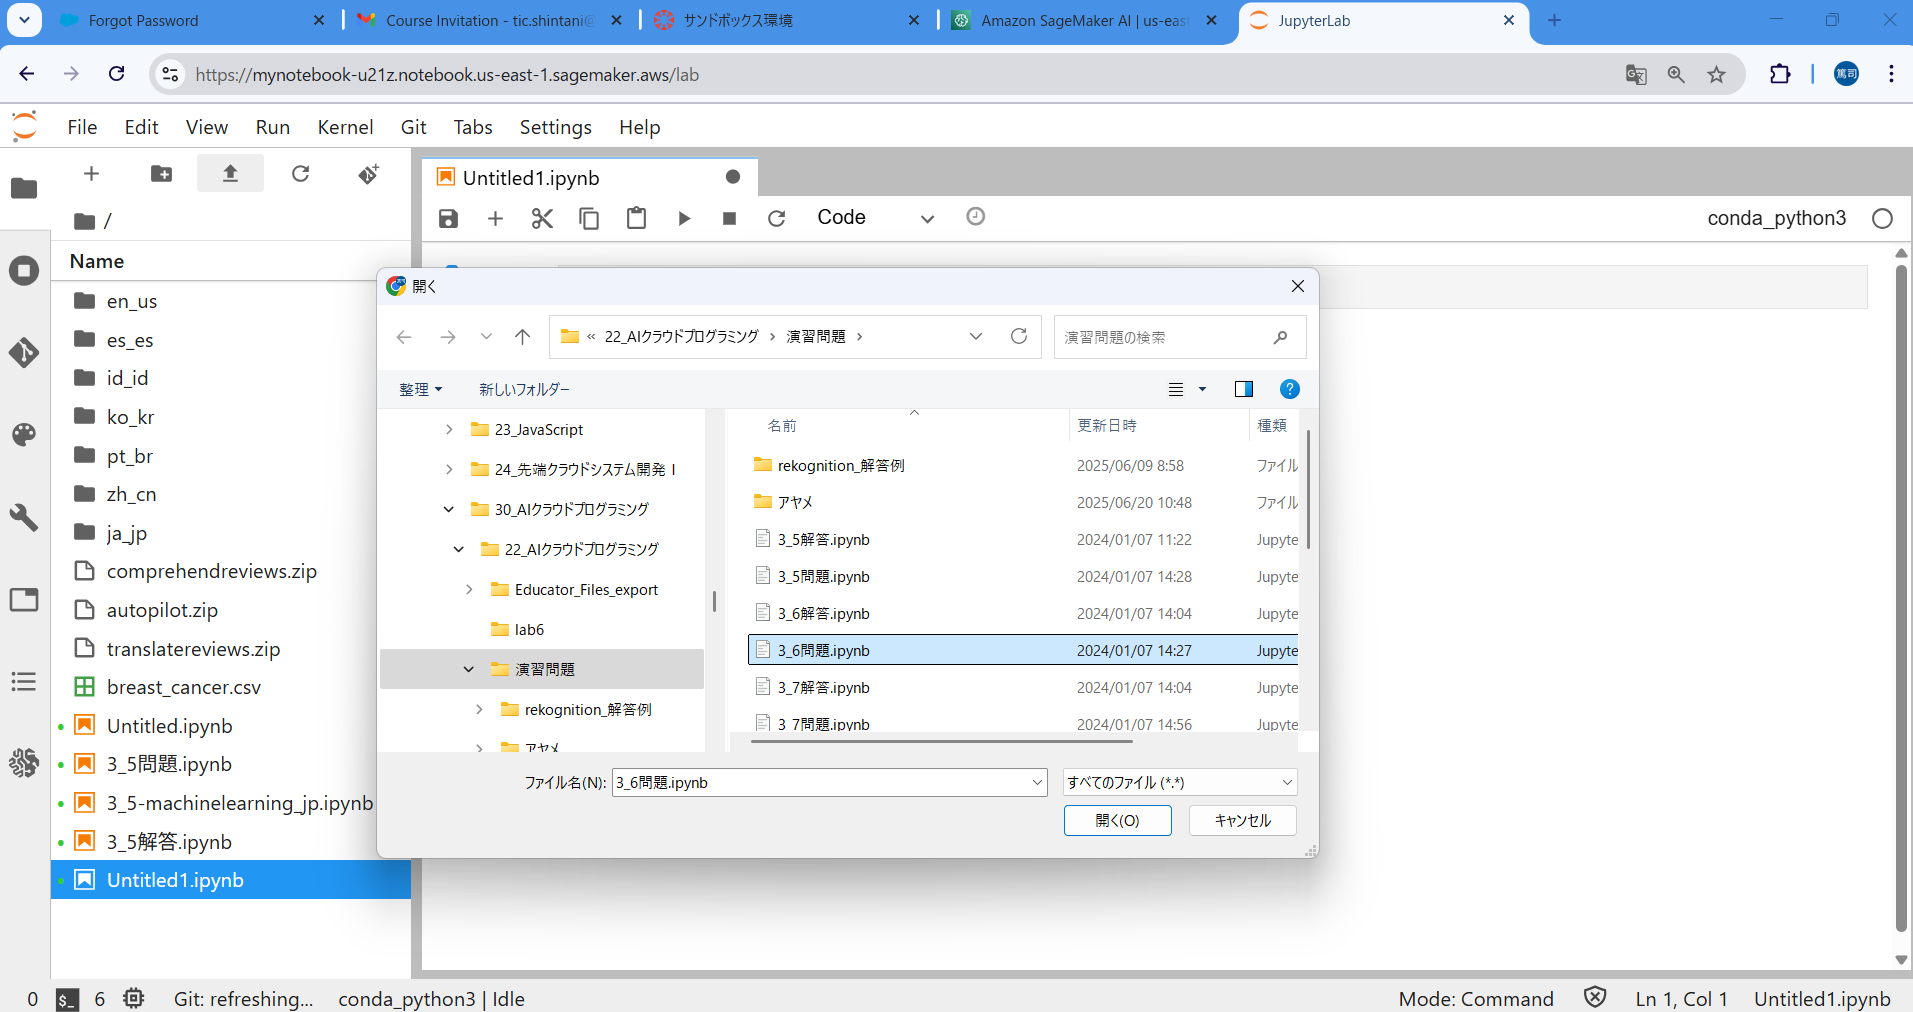 Forgot Password
Course Invitation - tic.shintani@
サンドボックス環境
Amazon SageMaker AI | us-east
JupyterLab
https://mynotebook-u21z.notebook.us-east-1.sagemaker.aws/lab
篤司
File Edit View Run Kernel Git Tabs Settings Help
/
Name
en_us
es_es
id_id
ko_kr
pt_br
zh_cn
ja_jp
comprehendreviews.zip
autopilot.zip
translatereviews.zip
breast_cancer.csv
Untitled.ipynb
3_5問題.ipynb
3_5-machinelearning_jp.ipynb
3_5解答.ipynb
Untitled1.ipynb
Untitled1.ipynb
Code
conda_python3
開く
« 22_AIクラウドプログラミング › 演習問題 ›
演習問題の検索
整理 新しいフォルダー
?
23_JavaScript
24_先端クラウドシステム開発Ⅰ
30_AIクラウドプログラミング
22_AIクラウドプログラミング
Educator_Files_export
lab6
演習問題
rekognition_解答例
アヤメ
名前 更新日時 種類
rekognition_解答例 2025/06/09 8:58 ファイル
アヤメ 2025/06/20 10:48 ファイル
3_5解答.ipynb 2024/01/07 11:22 Jupyte
3_5問題.ipynb 2024/01/07 14:28 Jupyte
3_6解答.ipynb 2024/01/07 14:04 Jupyte
3_6問題.ipynb 2024/01/07 14:27 Jupyte
3_7解答.ipynb 2024/01/07 14:04 Jupyte
3_7問題.ipynb 2024/01/07 14:56 Jupyte
ファイル名(N): 3_6問題.ipynb すべてのファイル (*.*)
開く(O) キャンセル
0 $_ 6 Git: refreshing... conda_python3 | Idle Mode: Command Ln 1, Col 1 Untitled1.ipynb